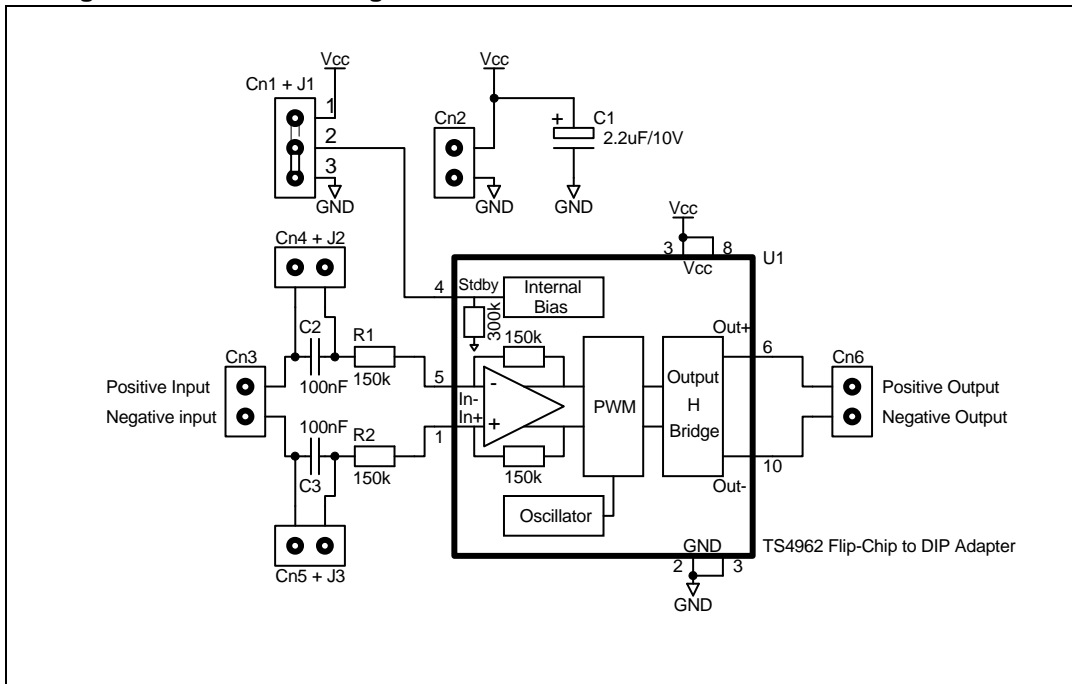 Vcc
Cn1 + J1
1
2
3
GND
Vcc
Cn2
+
C1
2.2uF/10V
GND
GND
Vcc
3
8
Vcc
U1
Cn4 + J2
4
Stdby
Internal
Bias
300k
150k
Out+
6
C2
R1
100nF
150k
5
-
In-
In+
+
1
Cn3
Positive Input
Negative input
PWM
Output
H
Bridge
Cn6
Positive Output
Negative Output
100nF
R2
C3
150k
150k
10
Out-
Oscillator
Cn5 + J3
GND
2
3
GND
TS4962 Flip-Chip to DIP Adapter